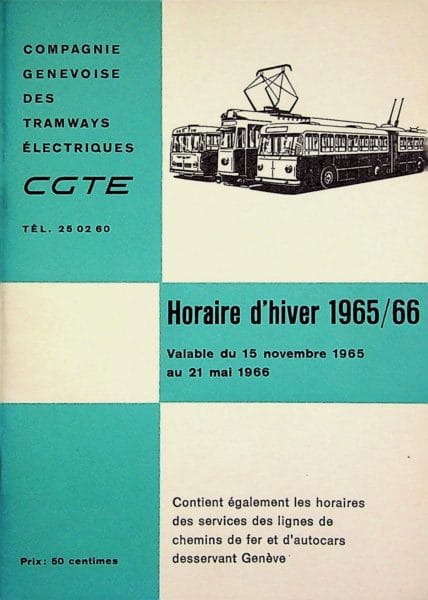 COMPAGNIE
GENEVOISE
DES
TRAMWAYS
ÉLECTRIQUES
CGTE
TÉL. 25 02 60
Horaire d'hiver 1965/66
Valable du 15 novembre 1965
au 21 mai 1966
Contient également les horaires
des services des lignes de
chemins de fer et d'autocars
desservant Genève
Prix: 50 centimes